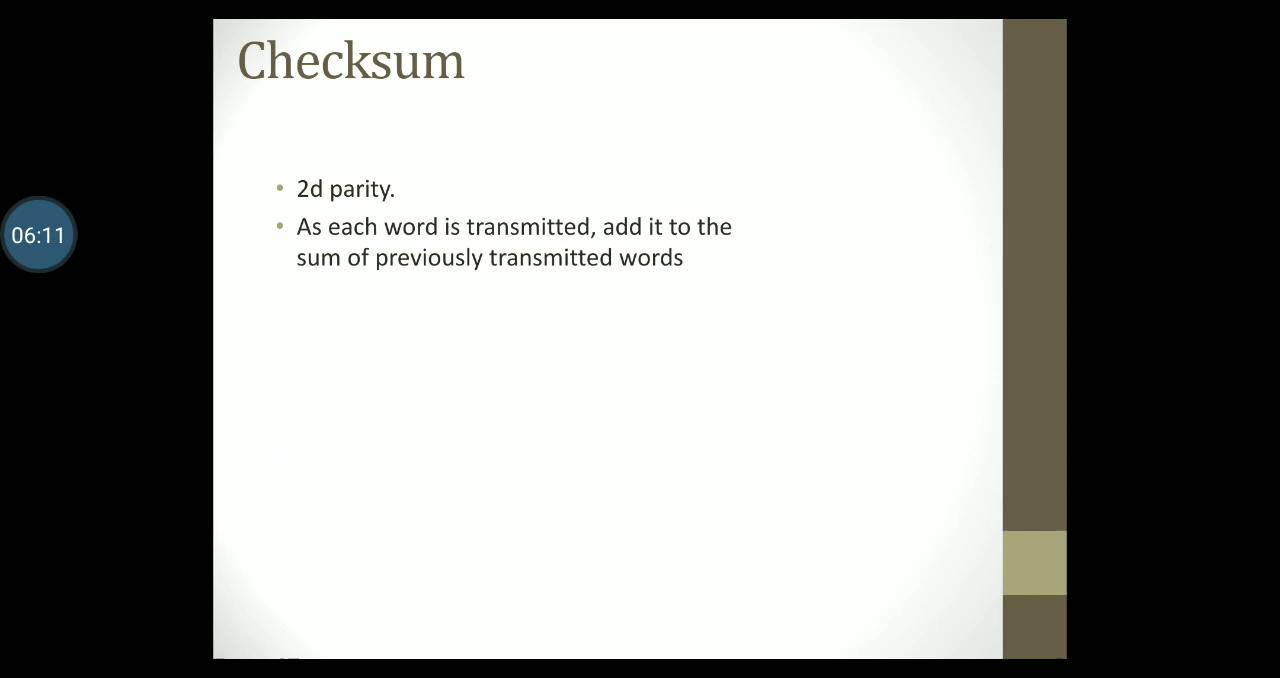 Checksum
• 2d parity.
• As each word is transmitted, add it to the
sum of previously transmitted words
06:11